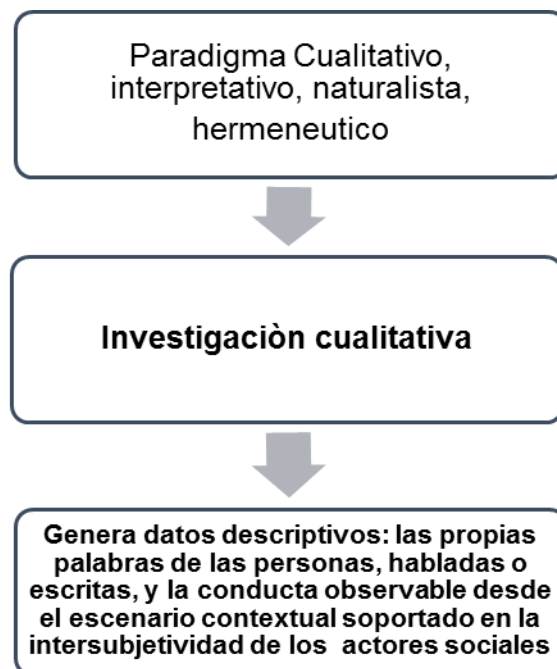 Paradigma Cualitativo,
interpretativo, naturalista,
hermeneutico
Investigaciòn cualitativa
Genera datos descriptivos: las propias
palabras de las personas, habladas o
escritas, y la conducta observable desde
el escenario contextual soportado en la
intersubjetividad de los actores sociales